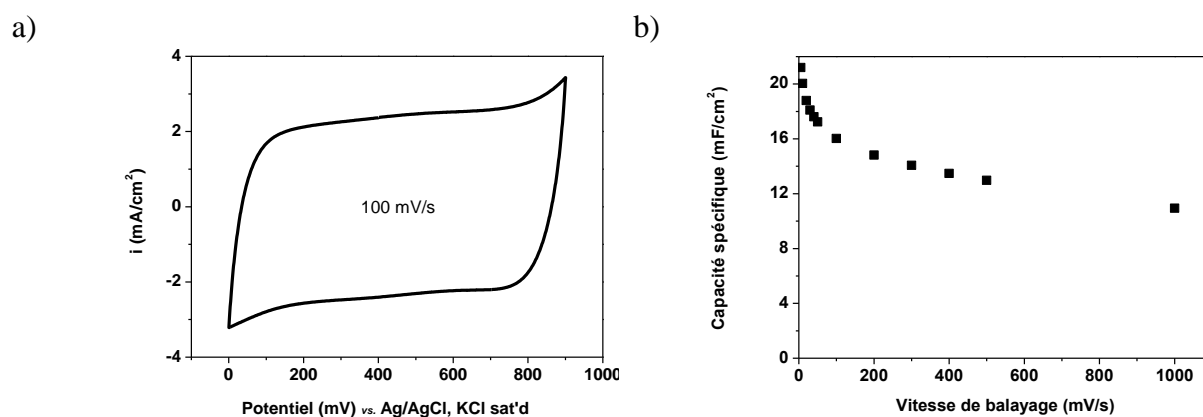 a)
4
2
0
-2
-4
i (mA/cm²)
100 mV/s
0 200 400 600 800 1000
Potentiel (mV) vs. Ag/AgCl, KCl sat'd
b)
20
16
12
8
4
0
Capacité spécifique (mF/cm²)
0 200 400 600 800 1000
Vitesse de balayage (mV/s)